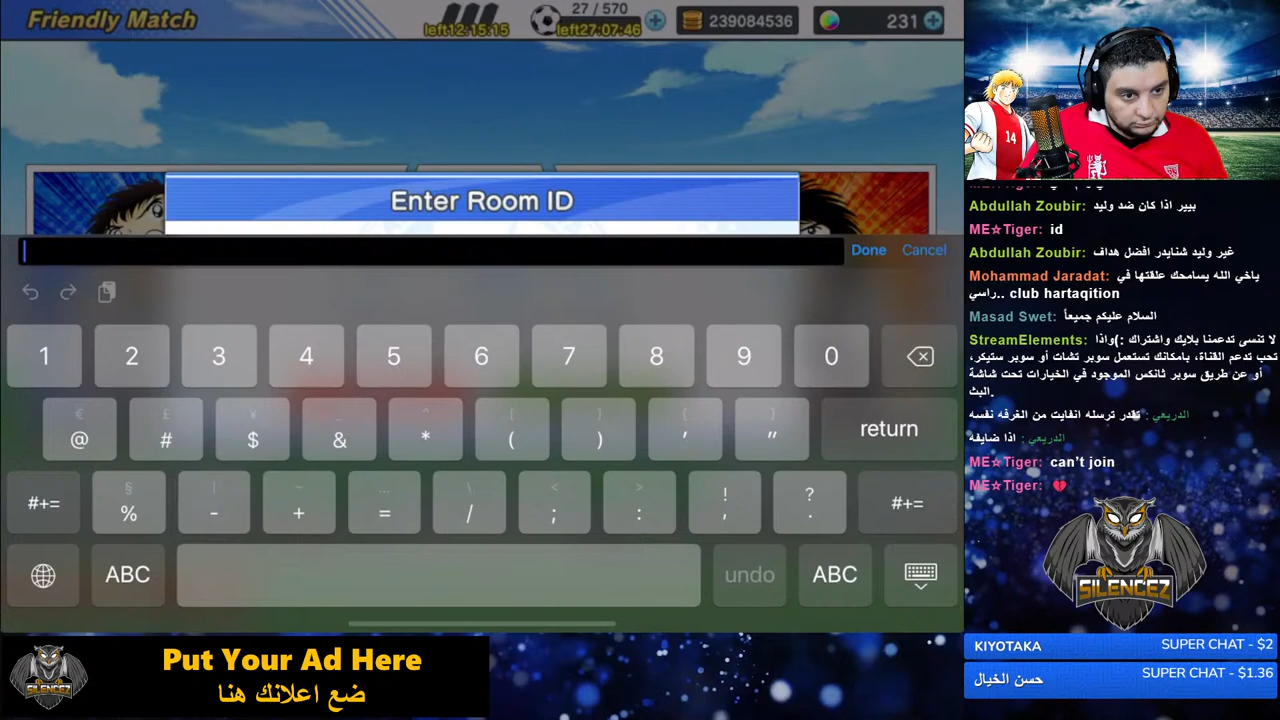 Friendly Match
left12:15:15
27 / 570
left27:07:46
239084536
231
Enter Room ID
Done Cancel
1 2 3 4 5 6 7 8 9 0
€ £ ¥ _ ^ [ ] { }
@ # $ & * ( ) ' " return
§ | ~ … \ < > ! ?
#+= % - + = / ; : , . #+=
ABC undo ABC
14
Abdullah Zoubir: بيير اذا كان ضد وليد
ME☆Tiger: id
Abdullah Zoubir: غير وليد شنايدر افضل هداف
Mohammad Jaradat: ياخي الله يسامحك علقتها في
راسي.. club hartaqition
Masad Swet: السلام عليكم جميعاً
StreamElements: لا تنسى تدعمنا بلايك واشتراك :)واذا
تحب تدعم القناة، بامكانك تستعمل سوبر تشات أو سوبر ستيكر،
أو عن طريق سوبر ثانكس الموجود في الخيارات تحت شاشة
البث.
الدريعي : تقدر ترسله انفايت من الغرفه نفسه
الدريعي : اذا ضايفه
ME☆Tiger: can't join
ME☆Tiger: 💔
SILENCEZ
KIYOTAKA SUPER CHAT - $2
حسن الخيال SUPER CHAT - $1.36
SILENCEZ
Put Your Ad Here
ضع اعلانك هنا